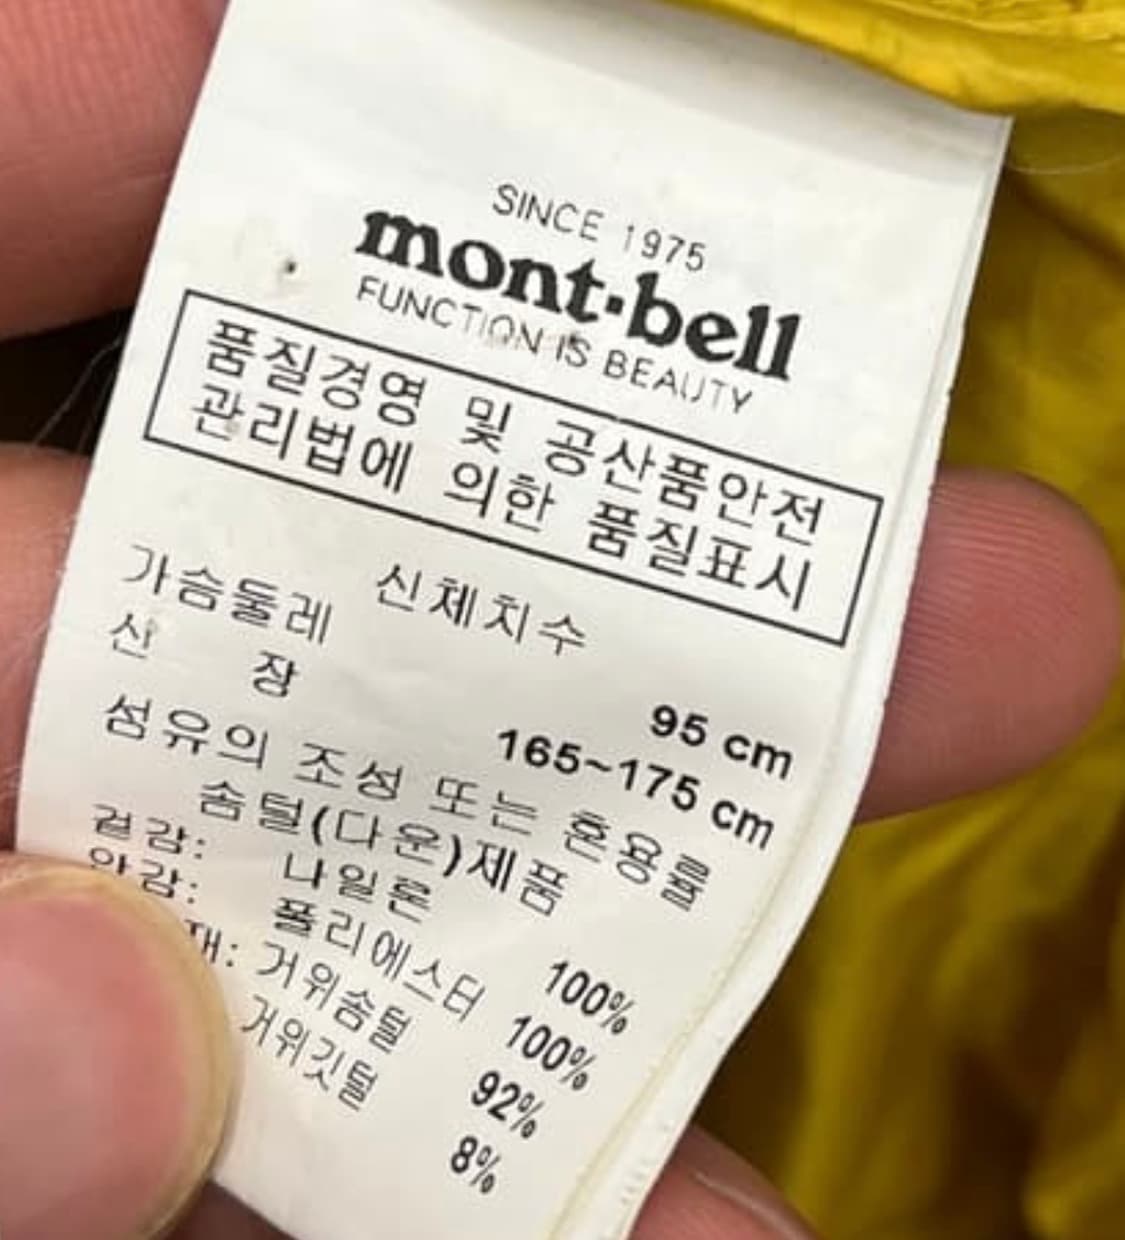 SINCE 1975
mont·bell
FUNCTION IS BEAUTY
품질경영 및 공산품안전
관리법에 의한 품질표시
신체치수
가슴둘레 95 cm
신 장 165~175 cm
섬유의 조성 또는 혼용률
솜털(다운)제품
겉감: 나일론 100%
안감: 폴리에스터 100%
재: 거위솜털 92%
거위깃털 8%